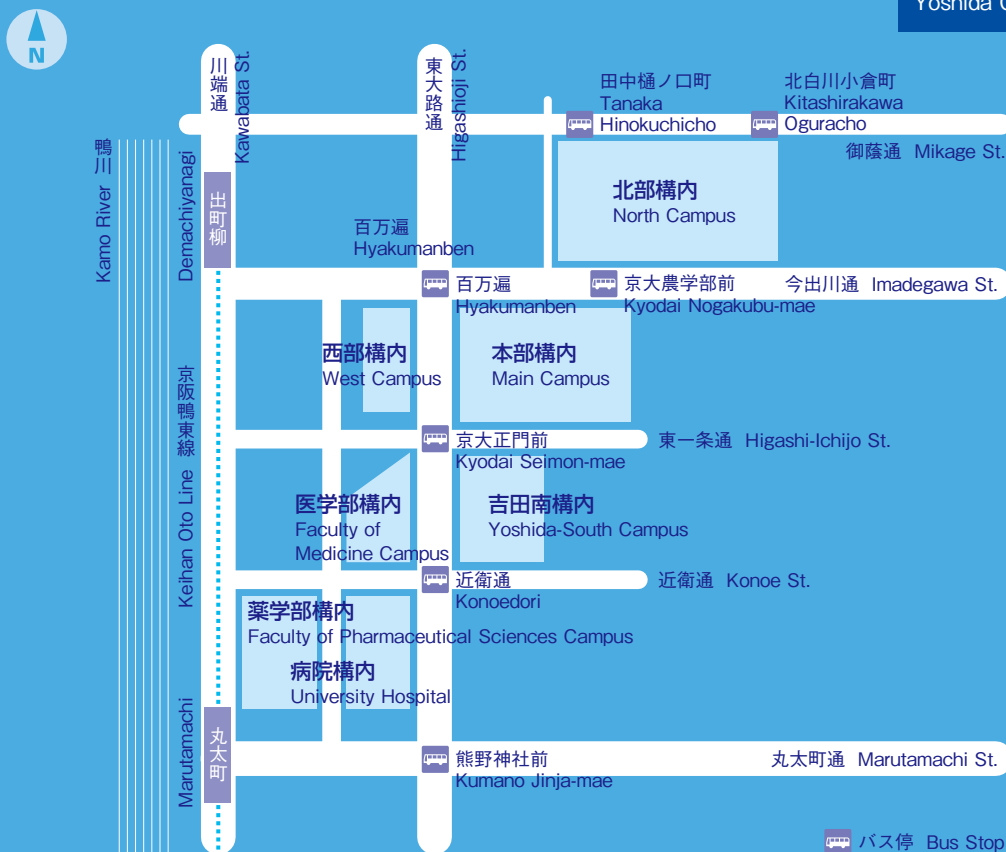 Yoshida
N
川端通
Kawabata St.
東大路通
Higashioji St.
田中樋ノ口町
Tanaka
Hinokuchicho
北白川小倉町
Kitashirakawa
Oguracho
御蔭通 Mikage St.
鴨川
Kamo River
Demachiyanagi
出町柳
北部構内
North Campus
百万遍
Hyakumanben
百万遍
Hyakumanben
京大農学部前
Kyodai Nogakubu-mae
今出川通 Imadegawa St.
西部構内
West Campus
本部構内
Main Campus
京阪鴨東線
Keihan Oto Line
京大正門前
Kyodai Seimon-mae
東一条通 Higashi-Ichijo St.
医学部構内
Faculty of
Medicine Campus
吉田南構内
Yoshida-South Campus
近衛通
Konoedori
近衛通 Konoe St.
薬学部構内
Faculty of Pharmaceutical Sciences Campus
病院構内
University Hospital
Marutamachi
丸太町
熊野神社前
Kumano Jinja-mae
丸太町通 Marutamachi St.
バス停 Bus Stop